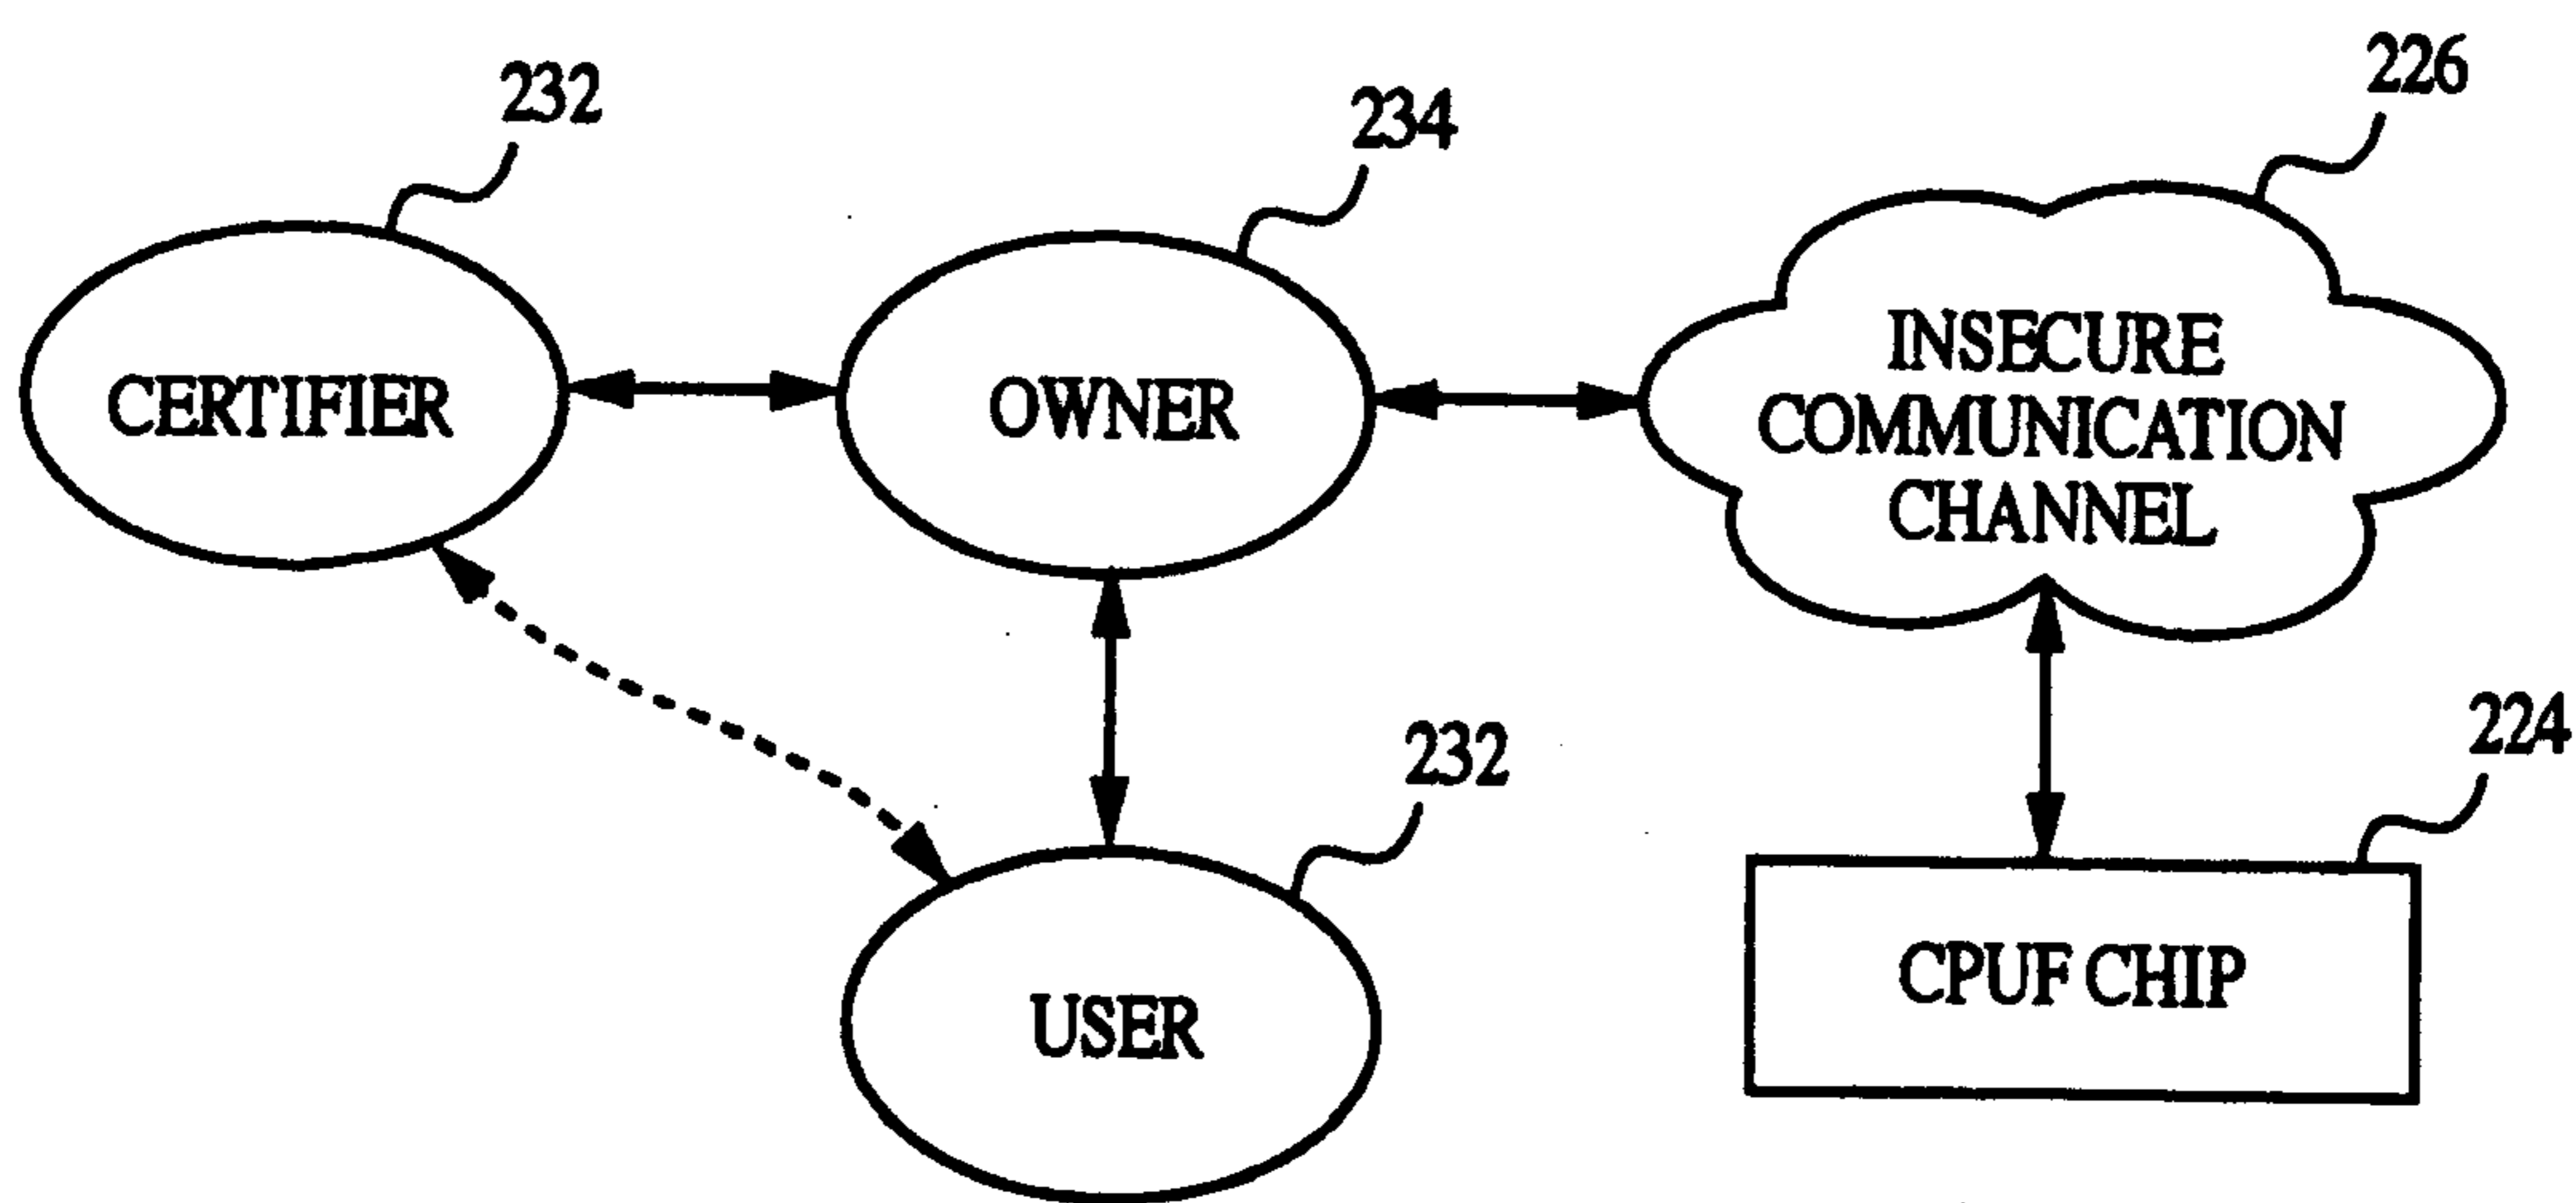 232
234
226
CERTIFIER
OWNER
INSECURE
COMMUNICATION
CHANNEL
232
224
USER
CPUF CHIP